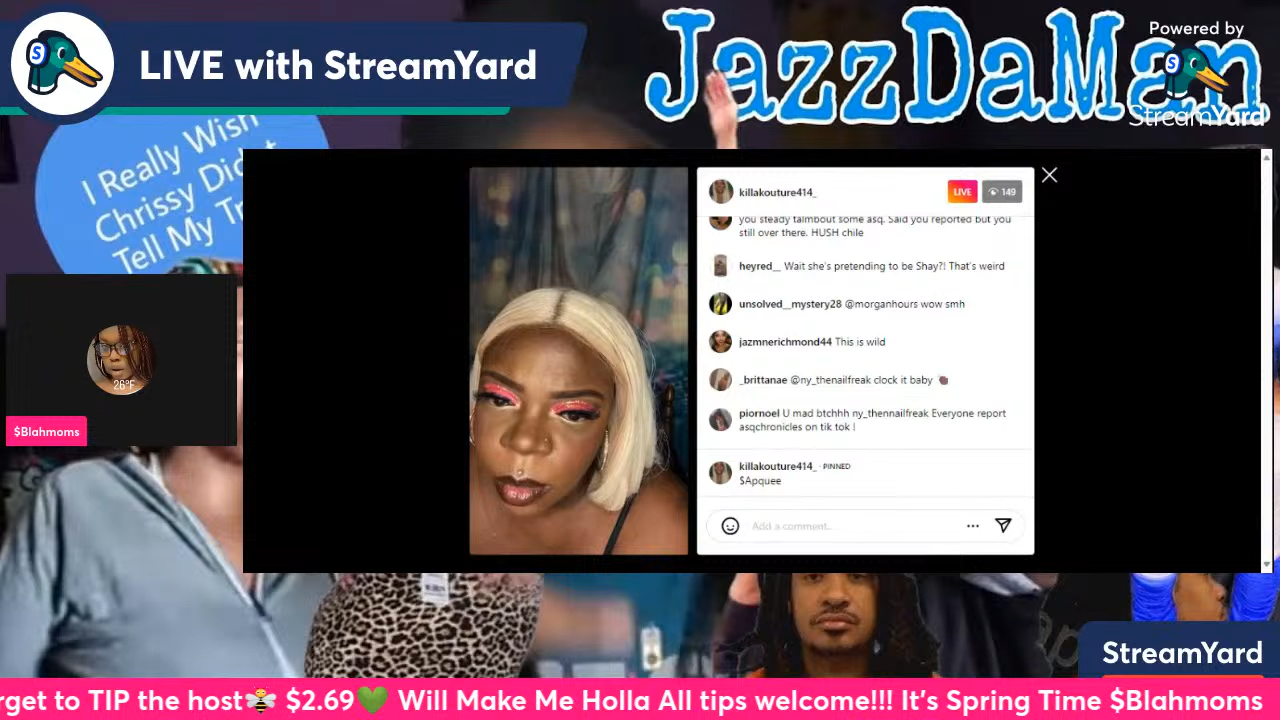 LIVE with StreamYard
JazzDaMan
Powered by
StreamYard
I Really Wish
Chrissy Did
Tell My
killakouture414_
LIVE
149
you steady talmbout some asq. Said you reported but you
still over there. HUSH chile
heyred__ Wait she's pretending to be Shay?! That's weird
unsolved__mystery28 @morganhours wow smh
jazmnerichmond44 This is wild
_brittanae @ny_thenailfreak clock it baby
piornoel U mad btchhh ny_thennailfreak Everyone report
asqchronicles on tik tok !
killakouture414_ · PINNED
$Apquee
Add a comment...
26°F
$Blahmoms
StreamYard
rget to TIP the host🐝 $2.69💚 Will Make Me Holla All tips welcome!!! It's Spring Time $Blahmoms